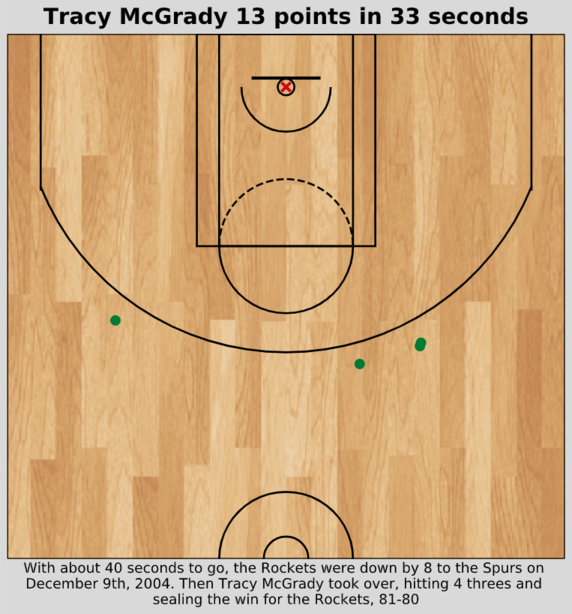 Tracy McGrady 13 points in 33 seconds
With about 40 seconds to go, the Rockets were down by 8 to the Spurs on
December 9th, 2004. Then Tracy McGrady took over, hitting 4 threes and
sealing the win for the Rockets, 81-80